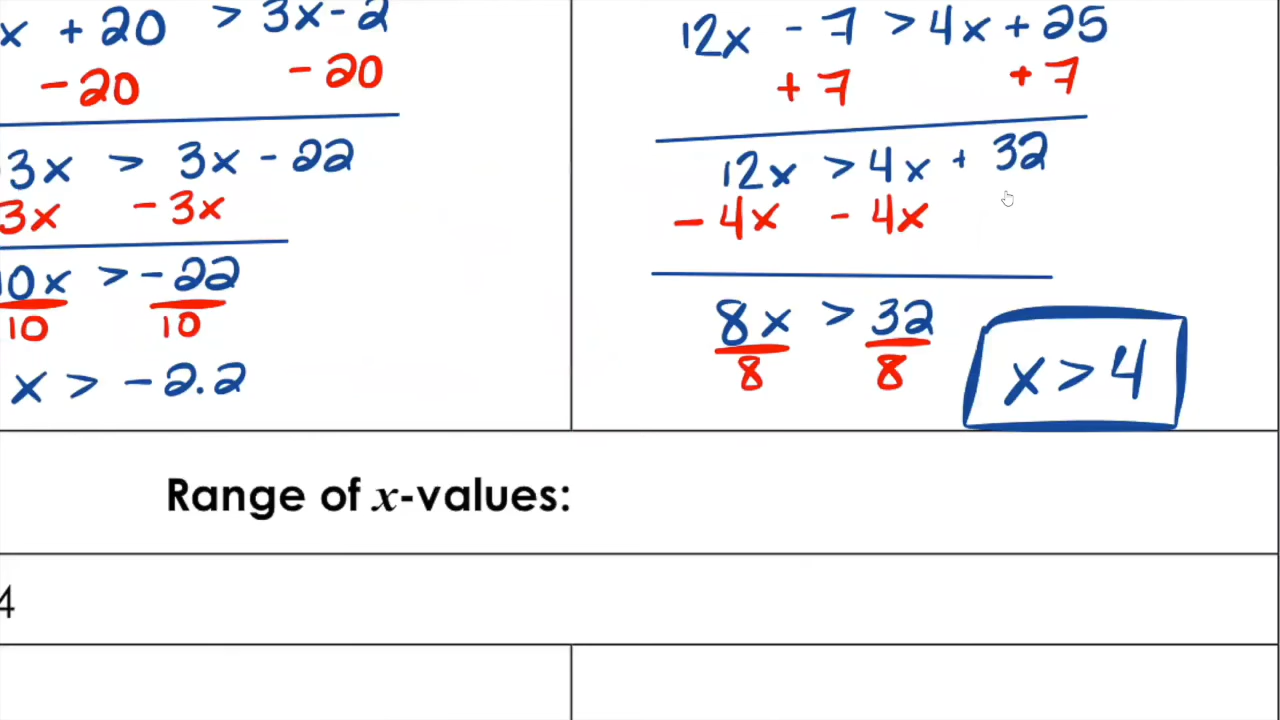 x + 20 > 3x - 2
- 20 - 20
3x > 3x - 22
3x - 3x
10x > - 22
10 10
x > - 2.2
12x - 7 > 4x + 25
+ 7 + 7
12x > 4x + 32
- 4x - 4x
8x > 32
8 8
x > 4
Range of x-values:
4